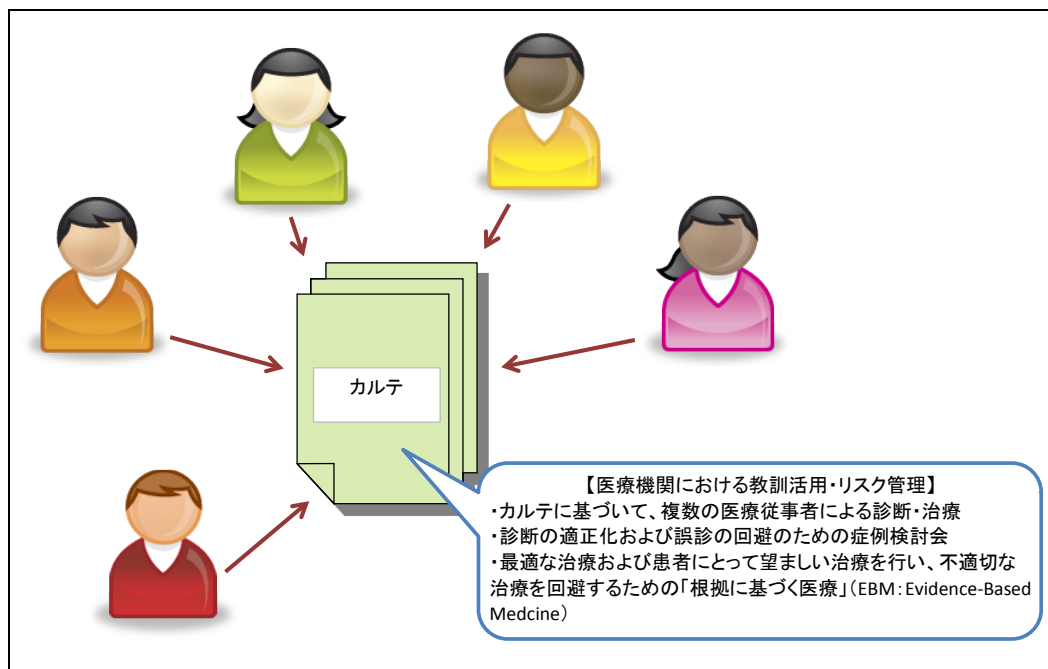 カルテ
【医療機関における教訓活用・リスク管理】
・カルテに基づいて、複数の医療従事者による診断・治療
・診断の適正化および誤診の回避のための症例検討会
・最適な治療および患者にとって望ましい治療を行い、不適切な
治療を回避するための「根拠に基づく医療」（EBM：Evidence-Based
Medcine）